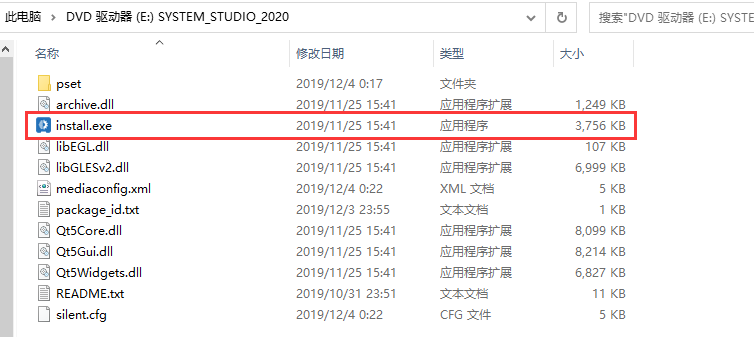 此电脑 > DVD 驱动器 (E:) SYSTEM_STUDIO_2020 搜索"DVD 驱动器 (E:) SYSTEM
名称 修改日期 类型 大小
pset 2019/12/4 0:17 文件夹
archive.dll 2019/11/25 15:41 应用程序扩展 1,249 KB
install.exe 2019/11/25 15:41 应用程序 3,756 KB
libEGL.dll 2019/11/25 15:41 应用程序扩展 107 KB
libGLESv2.dll 2019/11/25 15:41 应用程序扩展 6,999 KB
mediaconfig.xml 2019/12/4 0:22 XML 文档 5 KB
package_id.txt 2019/12/3 23:55 文本文档 1 KB
Qt5Core.dll 2019/11/25 15:41 应用程序扩展 8,099 KB
Qt5Gui.dll 2019/11/25 15:41 应用程序扩展 8,214 KB
Qt5Widgets.dll 2019/11/25 15:41 应用程序扩展 6,827 KB
README.txt 2019/10/31 23:51 文本文档 11 KB
silent.cfg 2019/12/4 0:22 CFG 文件 5 KB